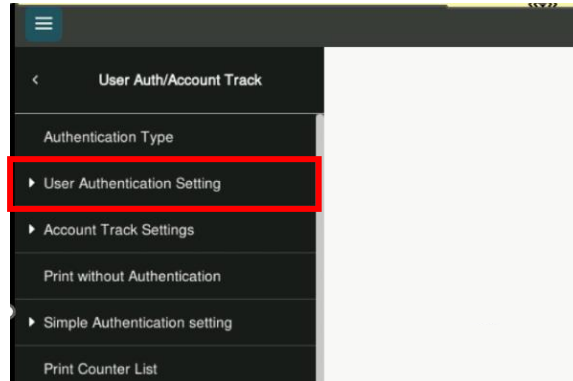 User Auth/Account Track
Authentication Type
User Authentication Setting
Account Track Settings
Print without Authentication
Simple Authentication setting
Print Counter List